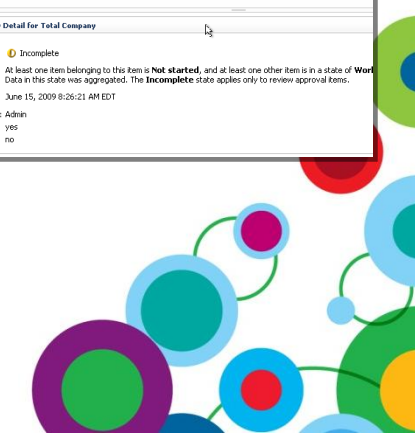 Detail for Total Company
Incomplete
At least one item belonging to this item is Not started, and at least one other item is in a state of Worl
Data in this state was aggregated. The Incomplete state applies only to review approval items.
June 15, 2009 8:26:21 AM EDT
: Admin
yes
no